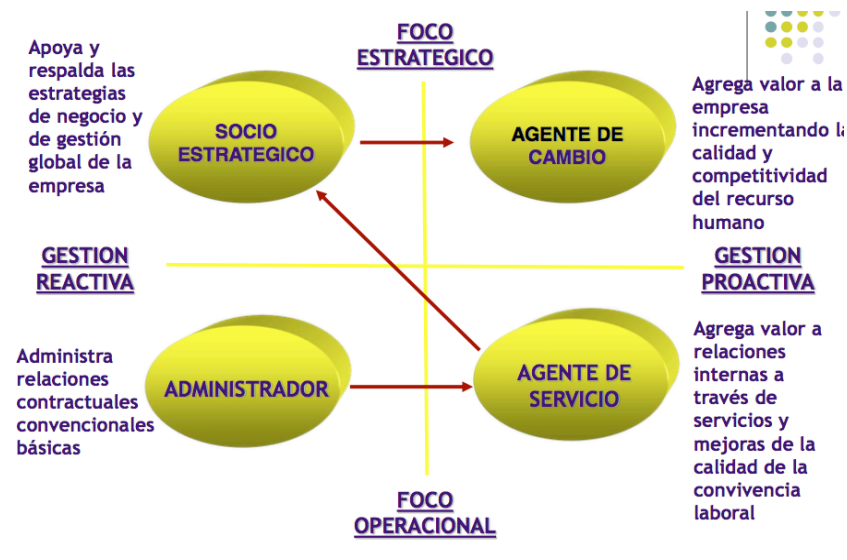 FOCO
ESTRATEGICO
Apoya y
respalda las
estrategias
de negocio y
de gestión
global de la
empresa
SOCIO
ESTRATEGICO
AGENTE DE
CAMBIO
Agrega valor a la
empresa
incrementando la
calidad y
competitividad
del recurso
humano
GESTION
REACTIVA
GESTION
PROACTIVA
Administra
relaciones
contractuales
convencionales
básicas
ADMINISTRADOR
AGENTE DE
SERVICIO
Agrega valor a
relaciones
internas a
través de
servicios y
mejoras de la
calidad de la
convivencia
laboral
FOCO
OPERACIONAL